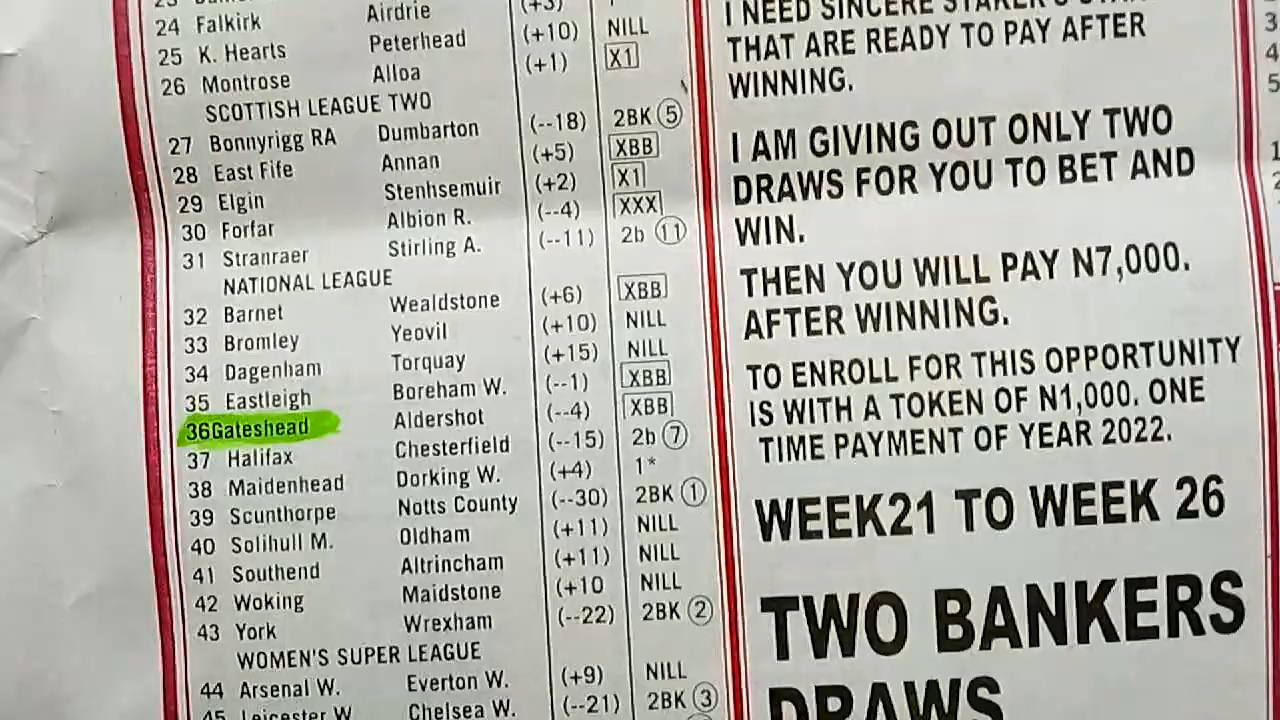 24 Falkirk Airdrie (+3)
25 K. Hearts Peterhead (+10) NILL
26 Montrose Alloa (+1) X1
SCOTTISH LEAGUE TWO
27 Bonnyrigg RA Dumbarton (--18) 2BK 5
28 East Fife Annan (+5) XBB
29 Elgin Stenhsemuir (+2) X1
30 Forfar Albion R. (--4) XXX
31 Stranraer Stirling A. (--11) 2b 11
NATIONAL LEAGUE
32 Barnet Wealdstone (+6) XBB
33 Bromley Yeovil (+10) NILL
34 Dagenham Torquay (+15) NILL
35 Eastleigh Boreham W. (--1) XBB
36Gateshead Aldershot (--4) XBB
37 Halifax Chesterfield (--15) 2b 7
38 Maidenhead Dorking W. (+4) 1*
39 Scunthorpe Notts County (--30) 2BK 1
40 Solihull M. Oldham (+11) NILL
41 Southend Altrincham (+11) NILL
42 Woking Maidstone (+10 NILL
43 York Wrexham (--22) 2BK 2
WOMEN'S SUPER LEAGUE
44 Arsenal W. Everton W. (+9) NILL
45 Leicester W Chelsea W. (--21) 2BK 3
I NEED SINCERE
THAT ARE READY TO PAY AFTER
WINNING.
I AM GIVING OUT ONLY TWO
DRAWS FOR YOU TO BET AND
WIN.
THEN YOU WILL PAY N7,000.
AFTER WINNING.
TO ENROLL FOR THIS OPPORTUNITY
IS WITH A TOKEN OF N1,000. ONE
TIME PAYMENT OF YEAR 2022.
WEEK21 TO WEEK 26
TWO BANKERS
DRAWS